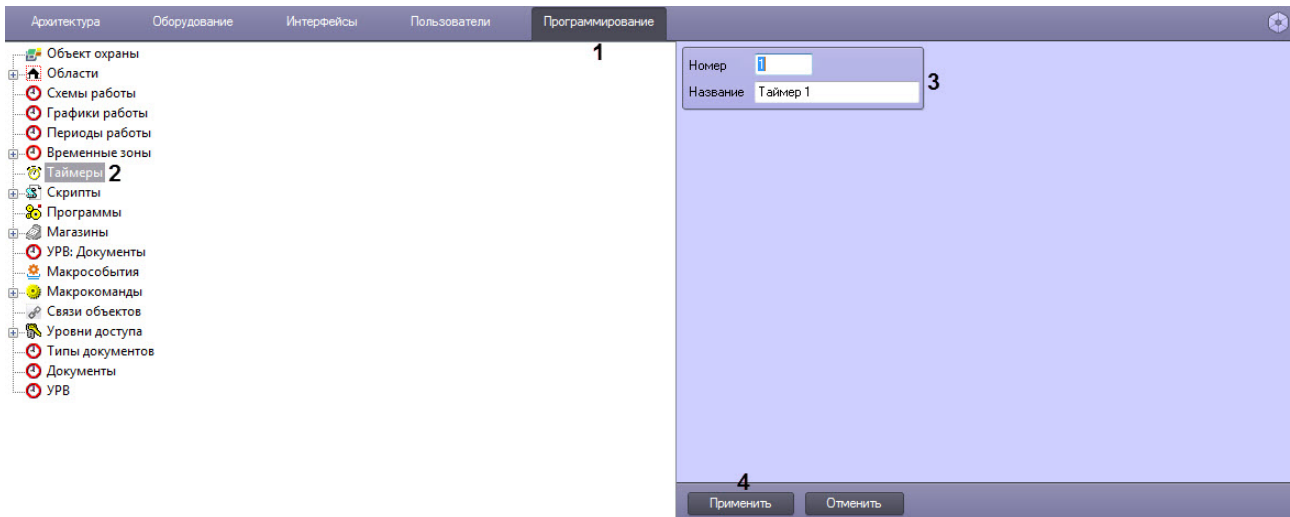 Архитектура Оборудование Интерфейсы Пользователи Программирование
1
Объект охраны
Области
Схемы работы
Графики работы
Периоды работы
Временные зоны
Таймеры 2
Скрипты
Программы
Магазины
УРВ: Документы
Макрособытия
Макрокоманды
Связи объектов
Уровни доступа
Типы документов
Документы
УРВ
Номер 1
Название Таймер 1
3
4
Применить Отменить